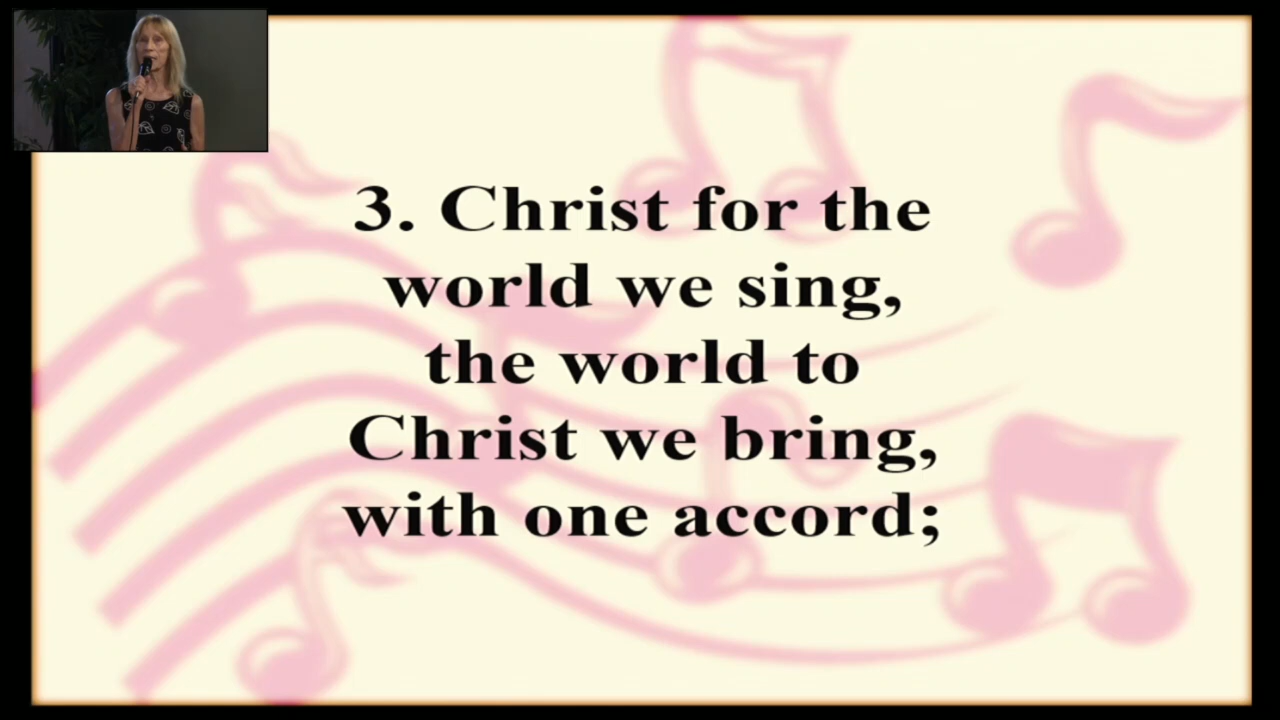 3. Christ for the
world we sing,
the world to
Christ we bring,
with one accord;